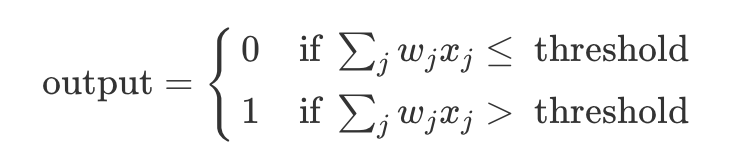 output = { 0 if ∑_j w_j x_j ≤ threshold
1 if ∑_j w_j x_j > threshold